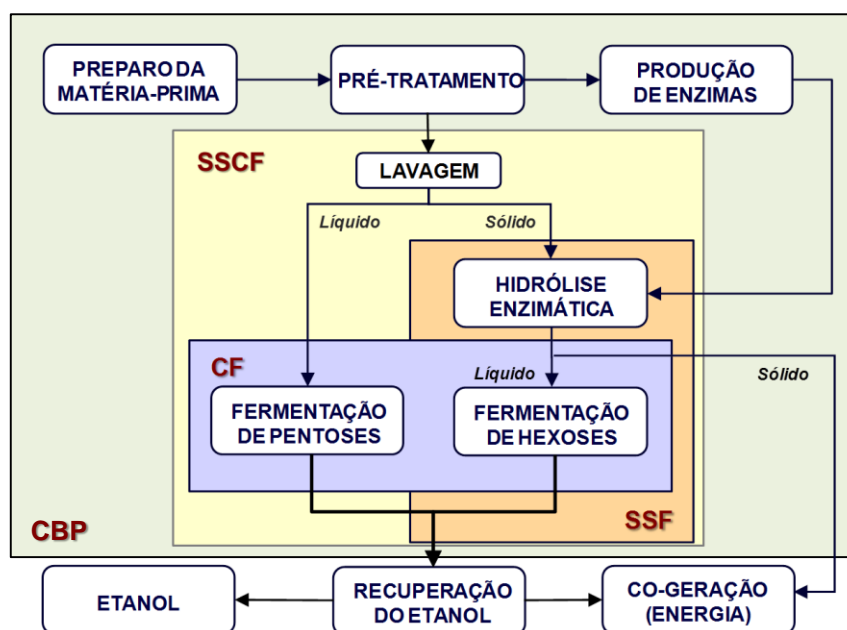 PREPARO DA
MATÉRIA-PRIMA
PRÉ-TRATAMENTO
PRODUÇÃO
DE ENZIMAS
SSCF
LAVAGEM
Líquido
Sólido
HIDRÓLISE
ENZIMÁTICA
CF
Líquido
Sólido
FERMENTAÇÃO
DE PENTOSES
FERMENTAÇÃO
DE HEXOSES
SSF
CBP
ETANOL
RECUPERAÇÃO
DO ETANOL
CO-GERAÇÃO
(ENERGIA)